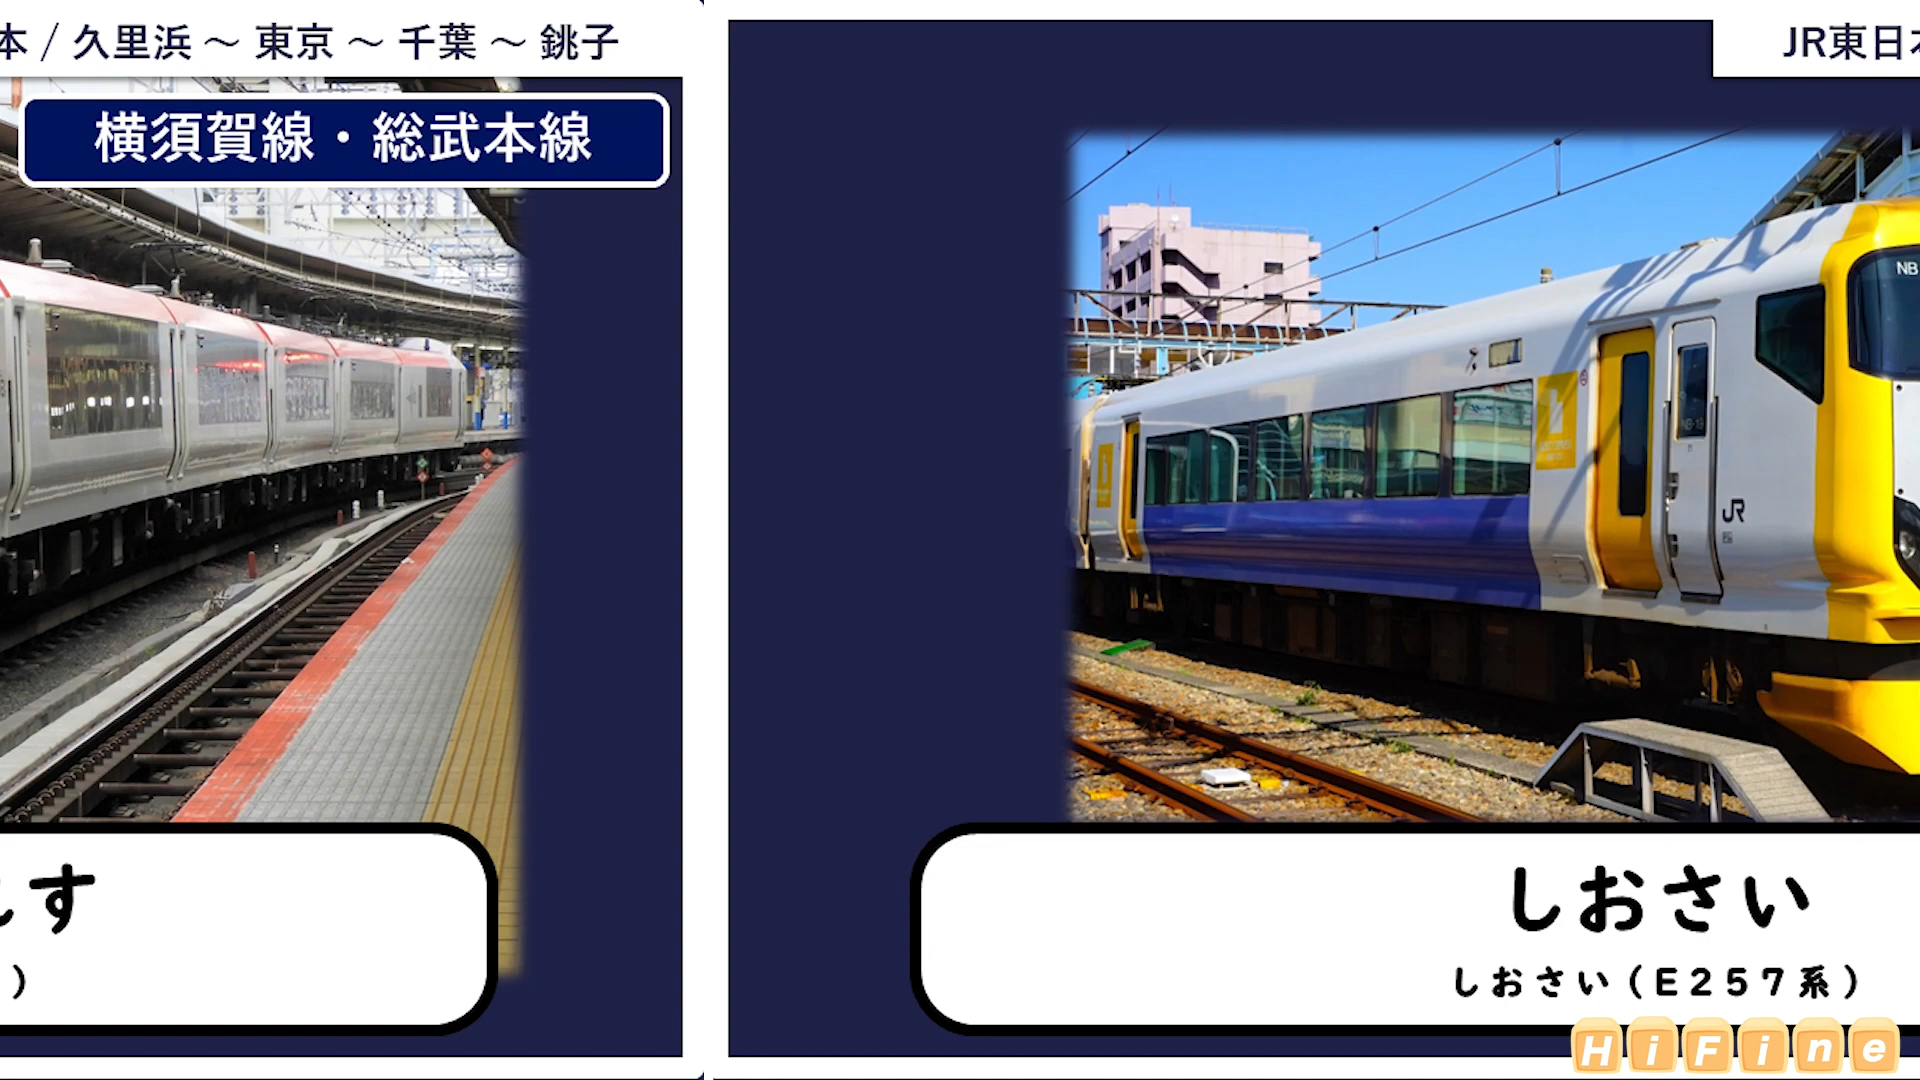 本 / 久里浜 ～ 東京 ～ 千葉 ～ 銚子
横須賀線・総武本線
す
）
JR東日
NB
JR
しおさい
しおさい（E257系）
HiFine